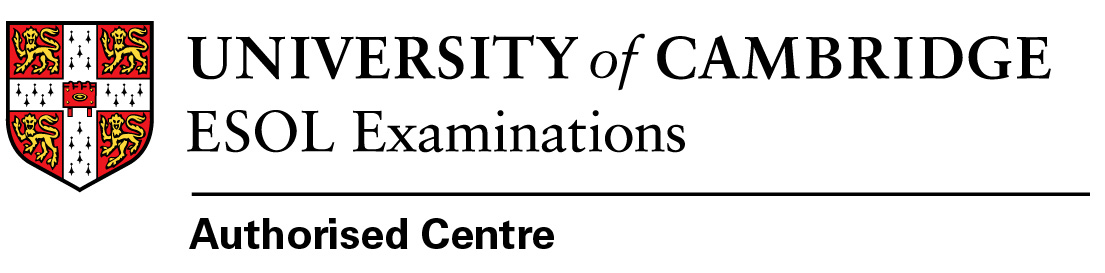 UNIVERSITY of CAMBRIDGE
ESOL Examinations
Authorised Centre